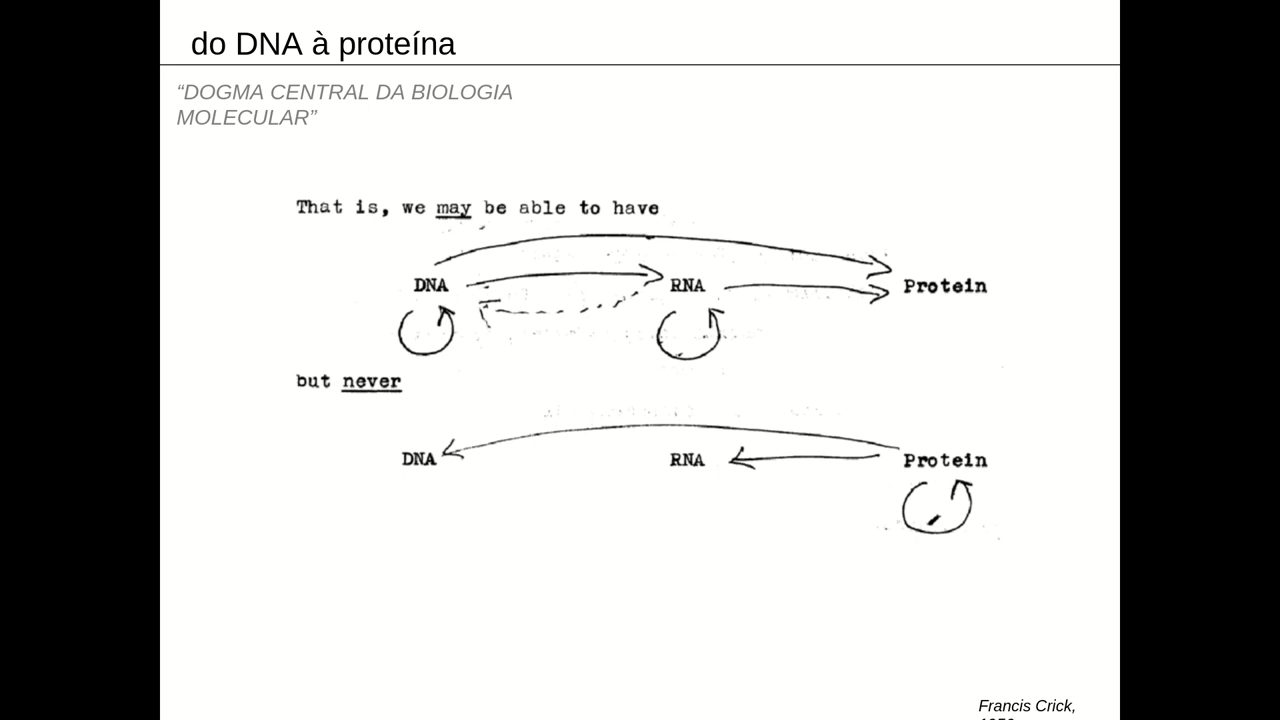 do DNA à proteína
“DOGMA CENTRAL DA BIOLOGIA
MOLECULAR”
That is, we may be able to have
DNA RNA Protein
but never
DNA RNA Protein
Francis Crick,